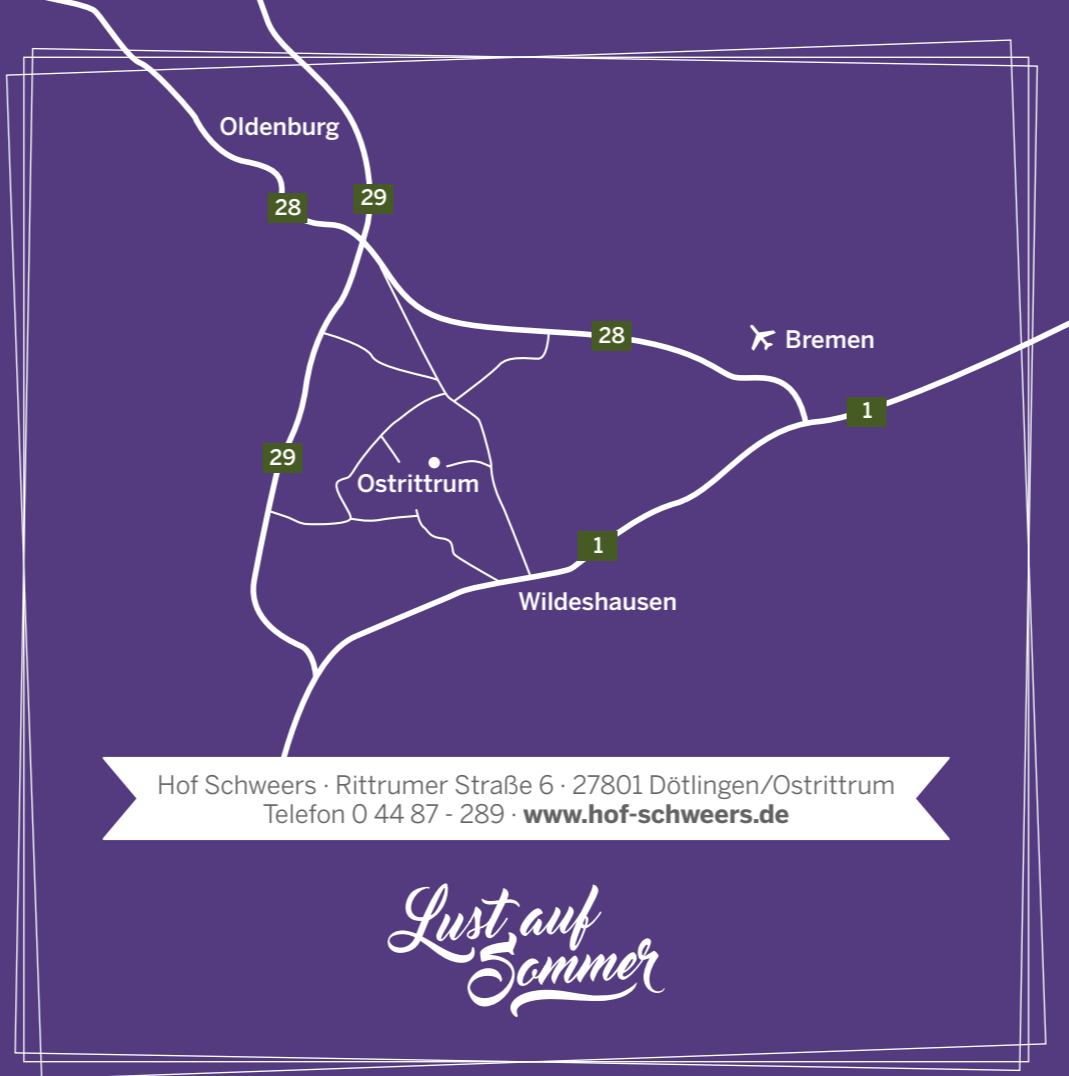 Oldenburg
29
28
28
Bremen
1
29
Ostrittrum
1
Wildeshausen
Hof Schweers · Rittrumer Straße 6 · 27801 Dötlingen/Ostrittrum
Telefon 0 44 87 - 289 · www.hof-schweers.de
Lust auf
Sommer